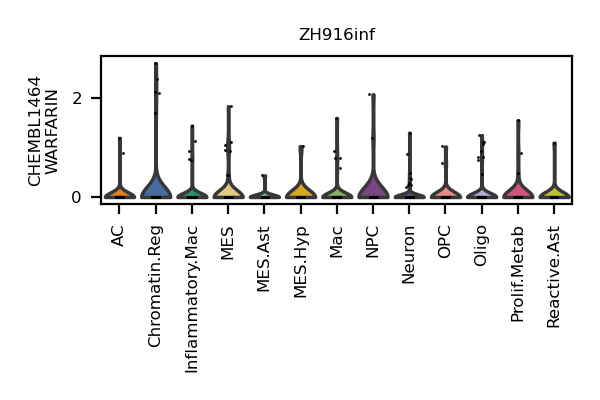 ZH916inf
CHEMBL1464
WARFARIN
2
0
AC
Chromatin.Reg
Inflammatory.Mac
MES
MES.Ast
MES.Hyp
Mac
NPC
Neuron
OPC
Oligo
Prolif.Metab
Reactive.Ast